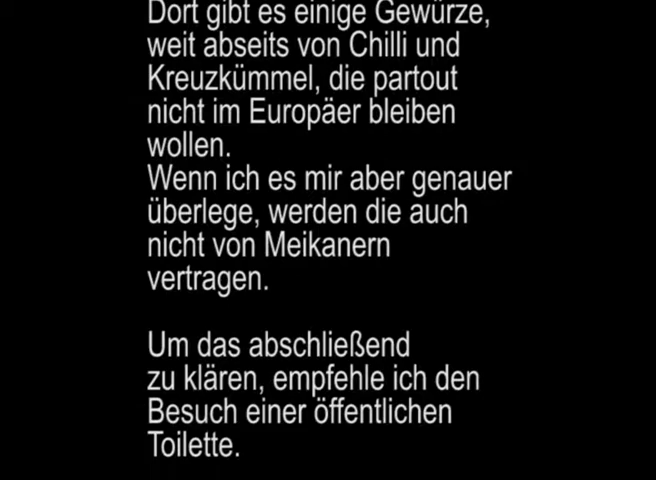 Dort gibt es einige Gewürze,
weit abseits von Chilli und
Kreuzkümmel, die partout
nicht im Europäer bleiben
wollen.
Wenn ich es mir aber genauer
überlege, werden die auch
nicht von Meikanern
vertragen.

Um das abschließend
zu klären, empfehle ich den
Besuch einer öffentlichen
Toilette.